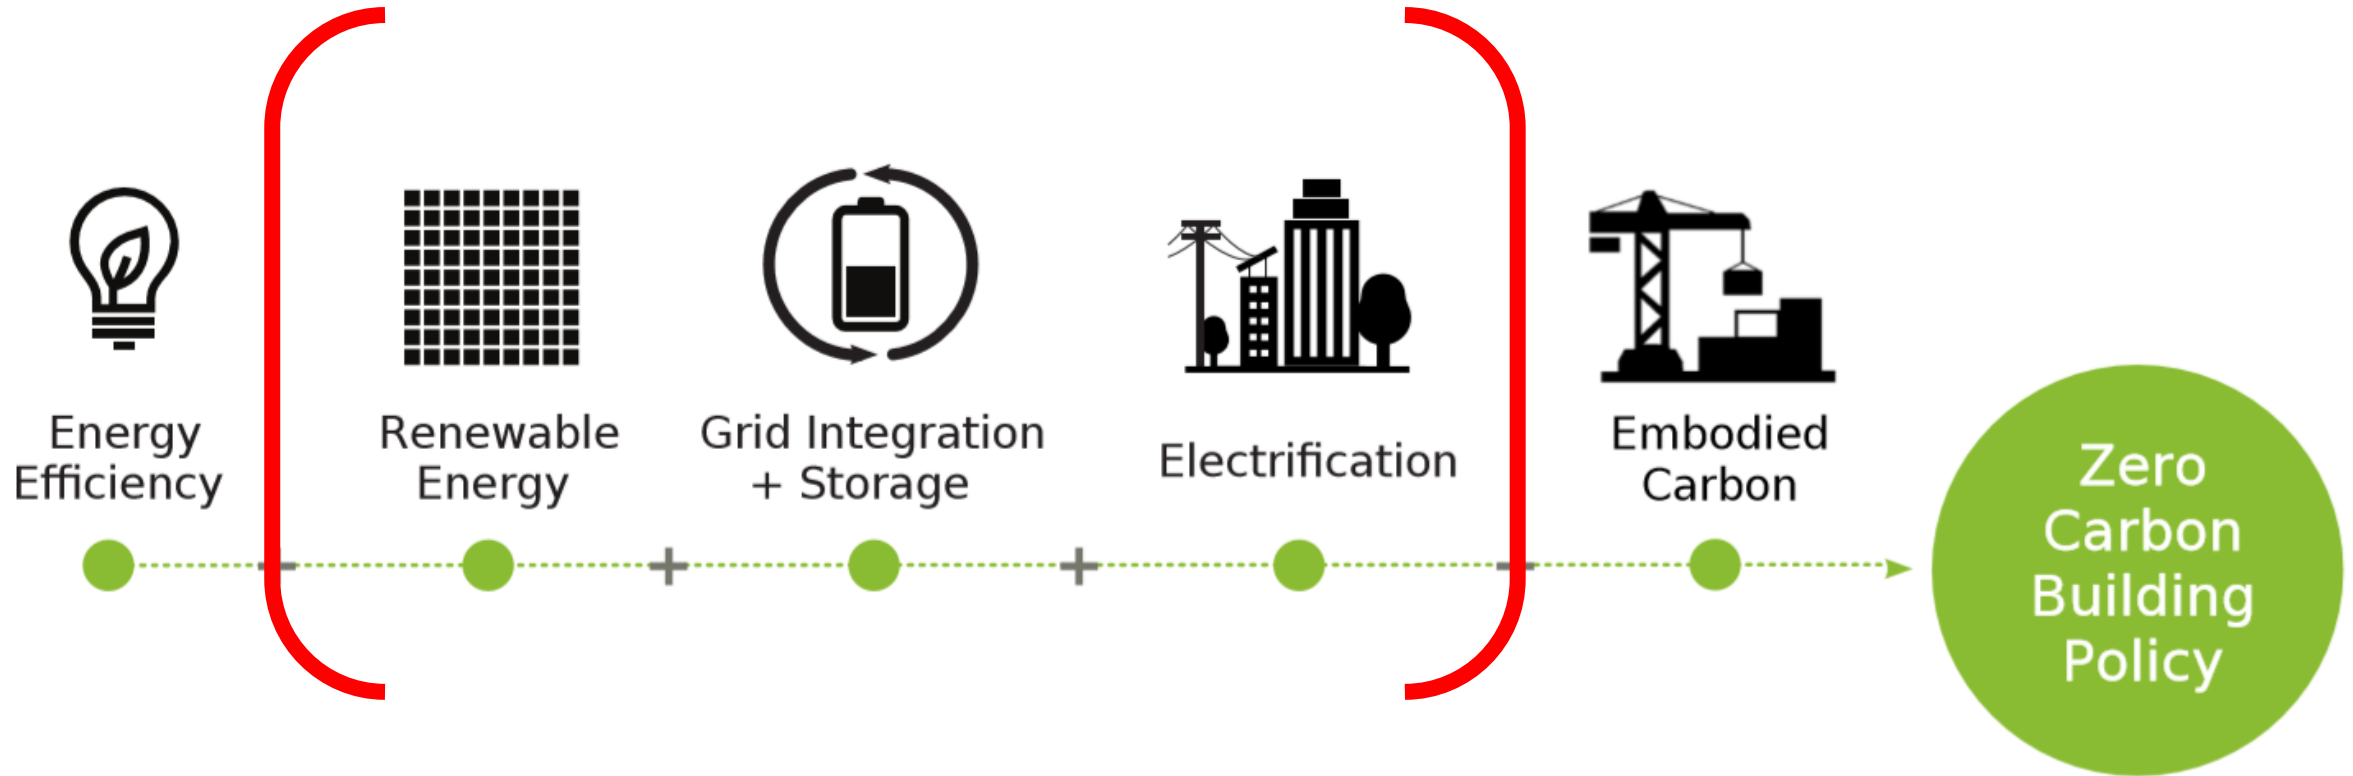 Energy
Efficiency
Renewable
Energy
Grid Integration
+ Storage
Electrification
Embodied
Carbon
Zero
Carbon
Building
Policy